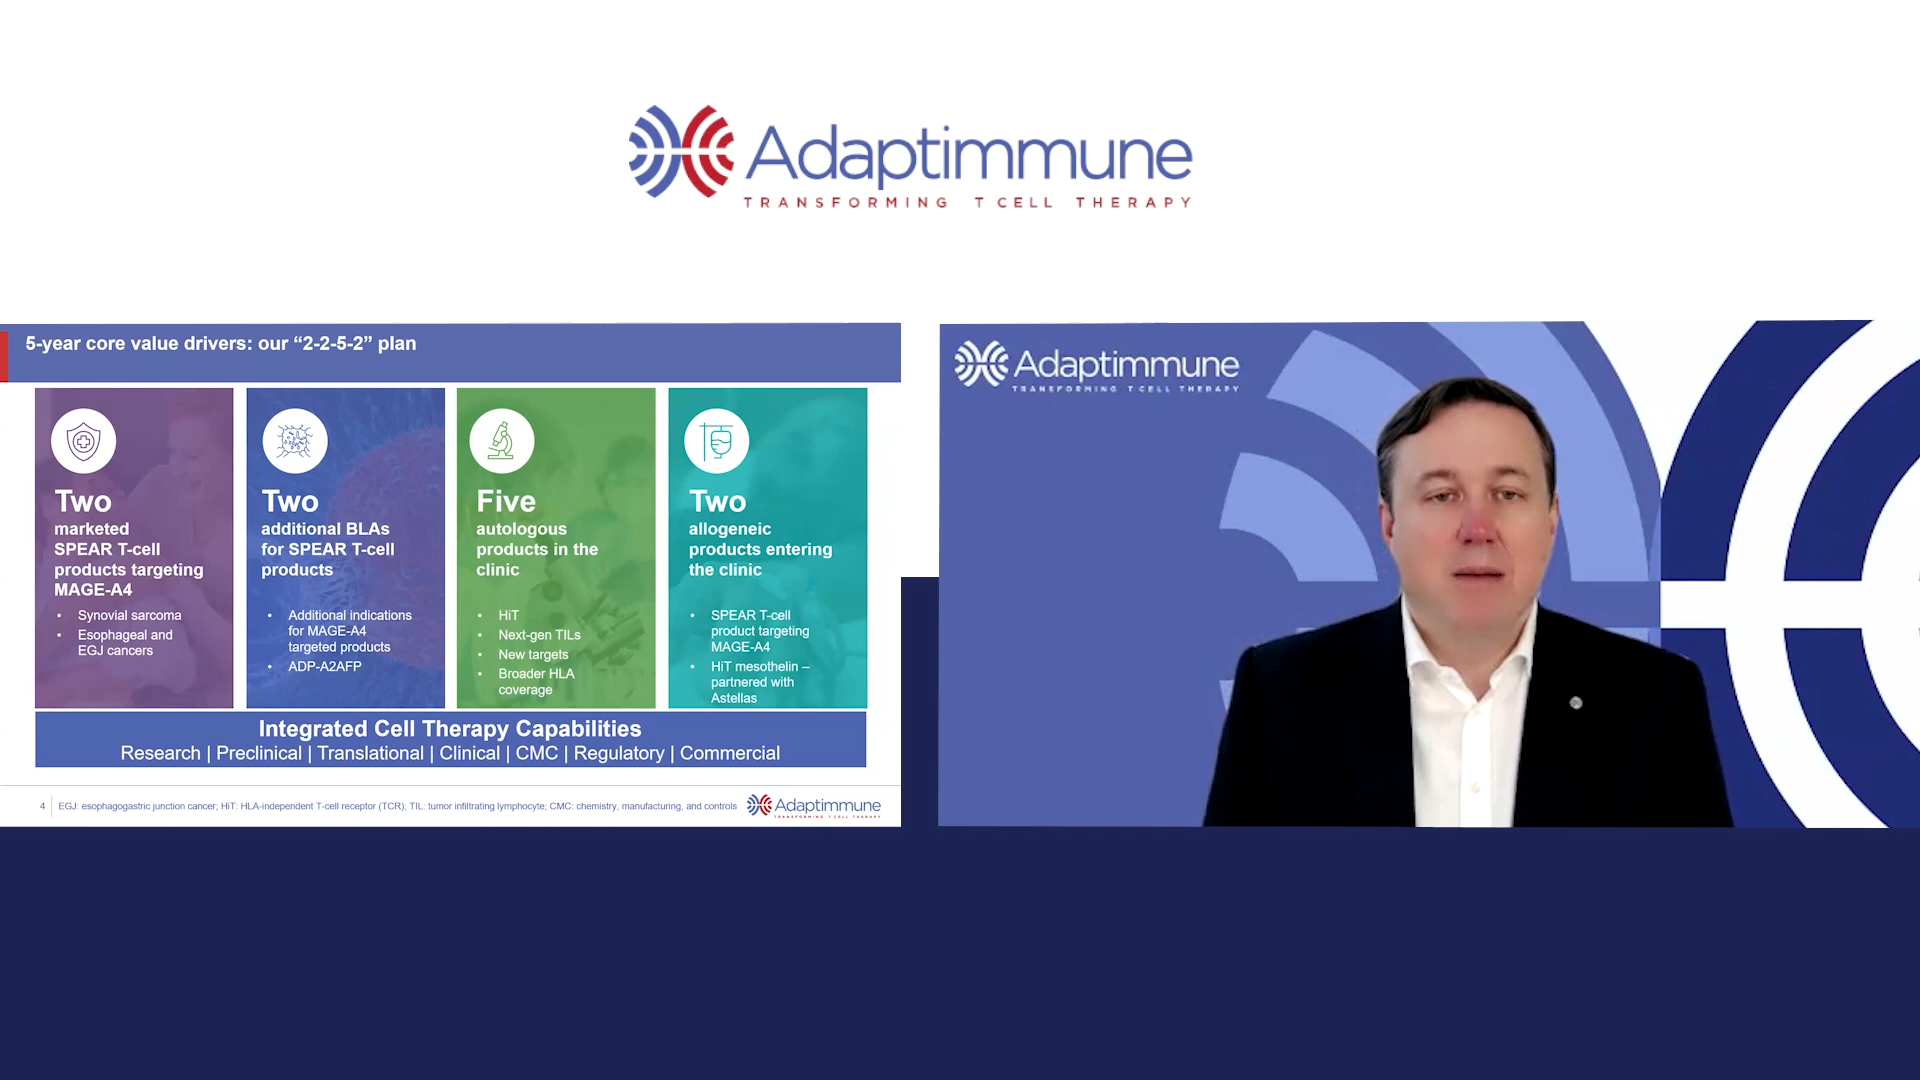 Adaptimmune
TRANSFORMING T CELL THERAPY
5-year core value drivers: our “2-2-5-2” plan
Two
marketed
SPEAR T-cell
products targeting
MAGE-A4
• Synovial sarcoma
• Esophageal and
EGJ cancers
Two
additional BLAs
for SPEAR T-cell
products
• Additional indications
for MAGE-A4
targeted products
• ADP-A2AFP
Five
autologous
products in the
clinic
• HiT
• Next-gen TILs
• New targets
• Broader HLA
coverage
Two
allogeneic
products entering
the clinic
• SPEAR T-cell
product targeting
MAGE-A4
• HiT mesothelin –
partnered with
Astellas
Integrated Cell Therapy Capabilities
Research | Preclinical | Translational | Clinical | CMC | Regulatory | Commercial
4 EGJ: esophagogastric junction cancer; HiT: HLA-independent T-cell receptor (TCR); TIL: tumor infiltrating lymphocyte; CMC: chemistry, manufacturing, and controls
Adaptimmune
TRANSFORMING T CELL THERAPY
Adaptimmune
TRANSFORMING T CELL THERAPY